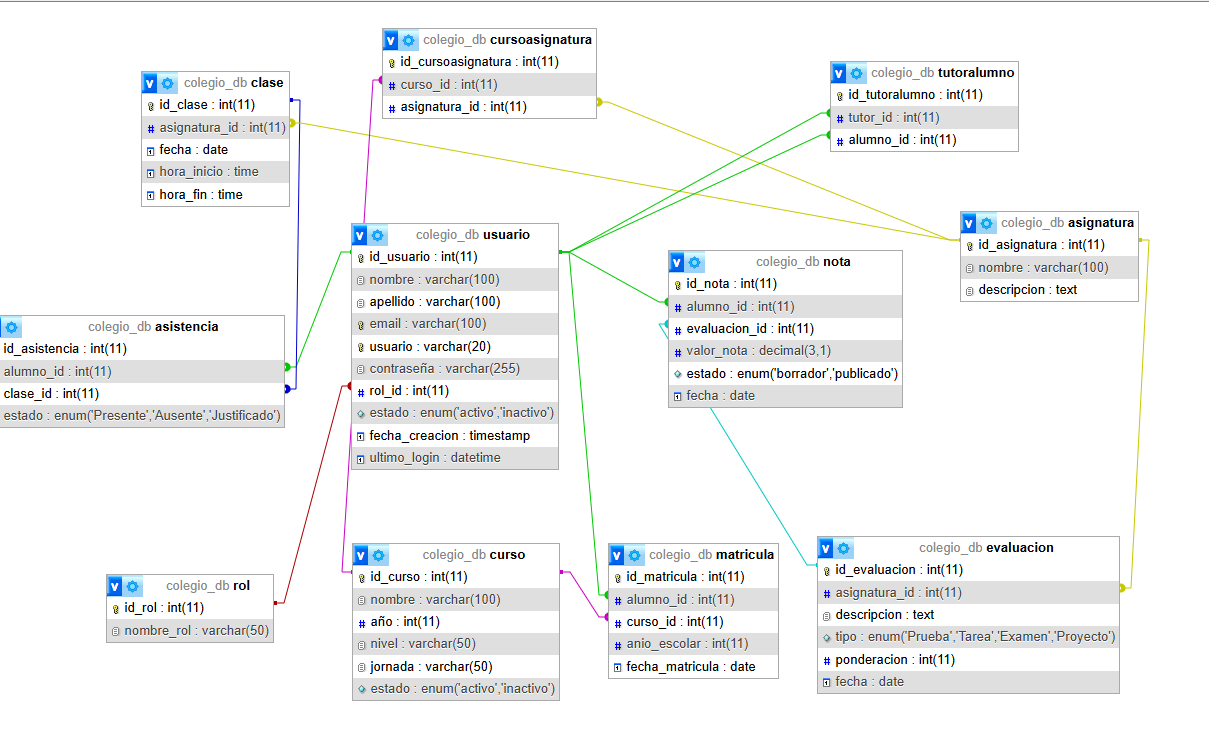 colegio_db cursoasignatura
id_cursoasignatura : int(11)
curso_id : int(11)
asignatura_id : int(11)
colegio_db clase
id_clase : int(11)
asignatura_id : int(11)
fecha : date
hora_inicio : time
hora_fin : time
colegio_db tutoralumno
id_tutoralumno : int(11)
tutor_id : int(11)
alumno_id : int(11)
colegio_db usuario
id_usuario : int(11)
nombre : varchar(100)
apellido : varchar(100)
email : varchar(100)
usuario : varchar(20)
contraseña : varchar(255)
rol_id : int(11)
estado : enum('activo','inactivo')
fecha_creacion : timestamp
ultimo_login : datetime
colegio_db nota
id_nota : int(11)
alumno_id : int(11)
evaluacion_id : int(11)
valor_nota : decimal(3,1)
estado : enum('borrador','publicado')
fecha : date
colegio_db asignatura
id_asignatura : int(11)
nombre : varchar(100)
descripcion : text
colegio_db asistencia
id_asistencia : int(11)
alumno_id : int(11)
clase_id : int(11)
estado : enum('Presente','Ausente','Justificado')
colegio_db rol
id_rol : int(11)
nombre_rol : varchar(50)
colegio_db curso
id_curso : int(11)
nombre : varchar(100)
año : int(11)
nivel : varchar(50)
jornada : varchar(50)
estado : enum('activo','inactivo')
colegio_db matricula
id_matricula : int(11)
alumno_id : int(11)
curso_id : int(11)
anio_escolar : int(11)
fecha_matricula : date
colegio_db evaluacion
id_evaluacion : int(11)
asignatura_id : int(11)
descripcion : text
tipo : enum('Prueba','Tarea','Examen','Proyecto')
ponderacion : int(11)
fecha : date